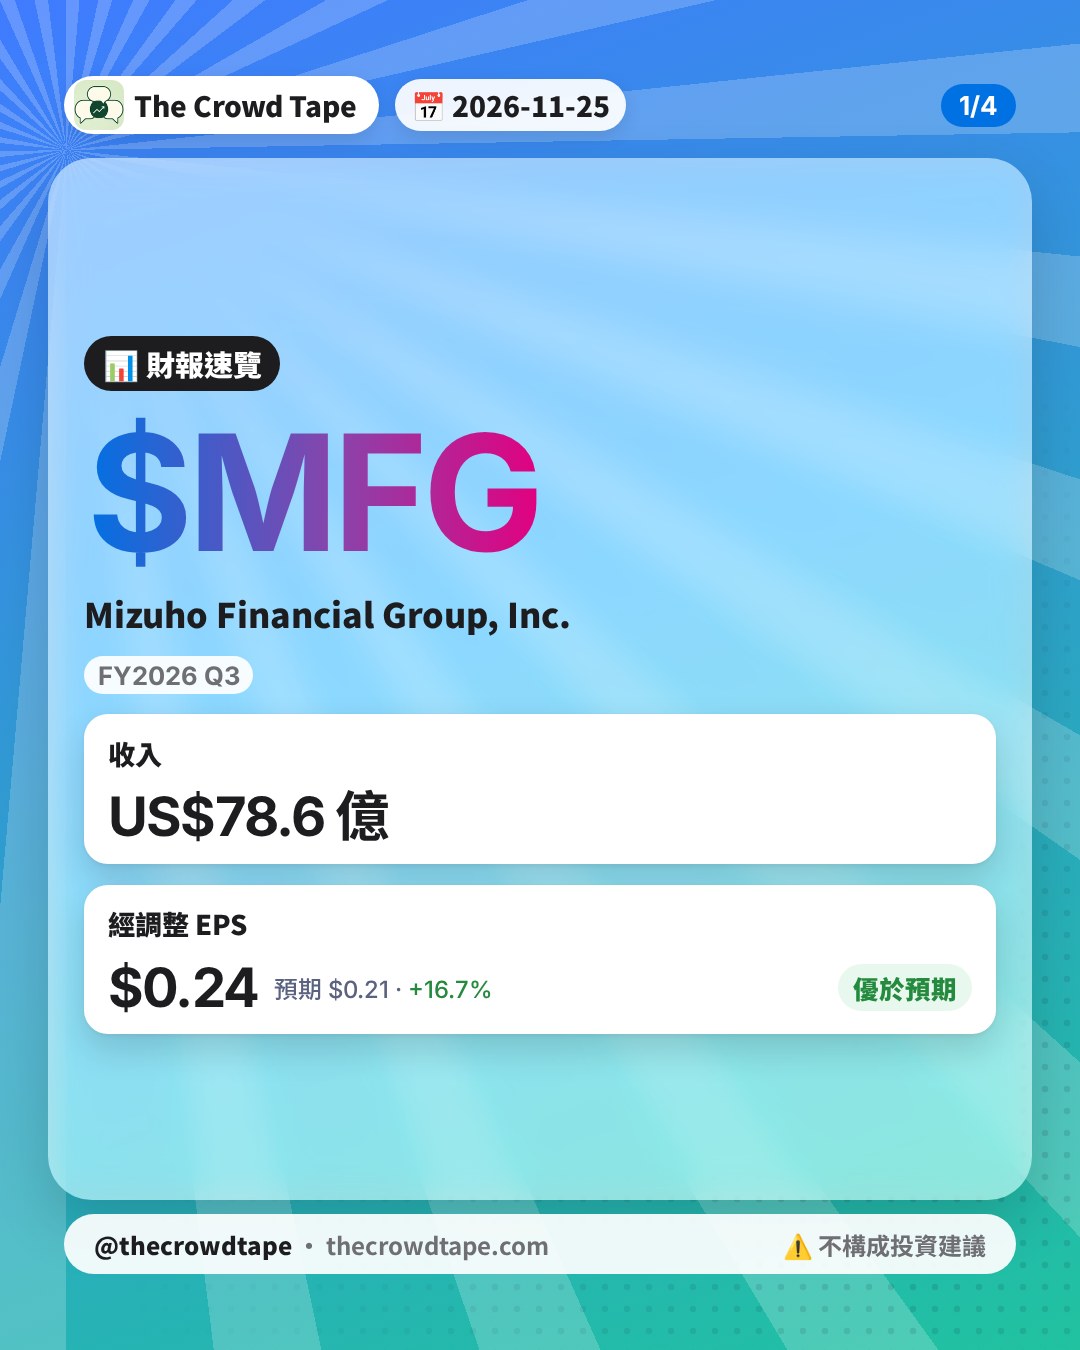 The Crowd Tape
📅 2026-11-25
1/4
📊 財報速覽
$MFG
Mizuho Financial Group, Inc.
FY2026 Q3
收入
US$78.6 億
經調整 EPS
$0.24 預期 $0.21 · +16.7% 優於預期
@thecrowdtape • thecrowdtape.com
⚠️ 不構成投資建議